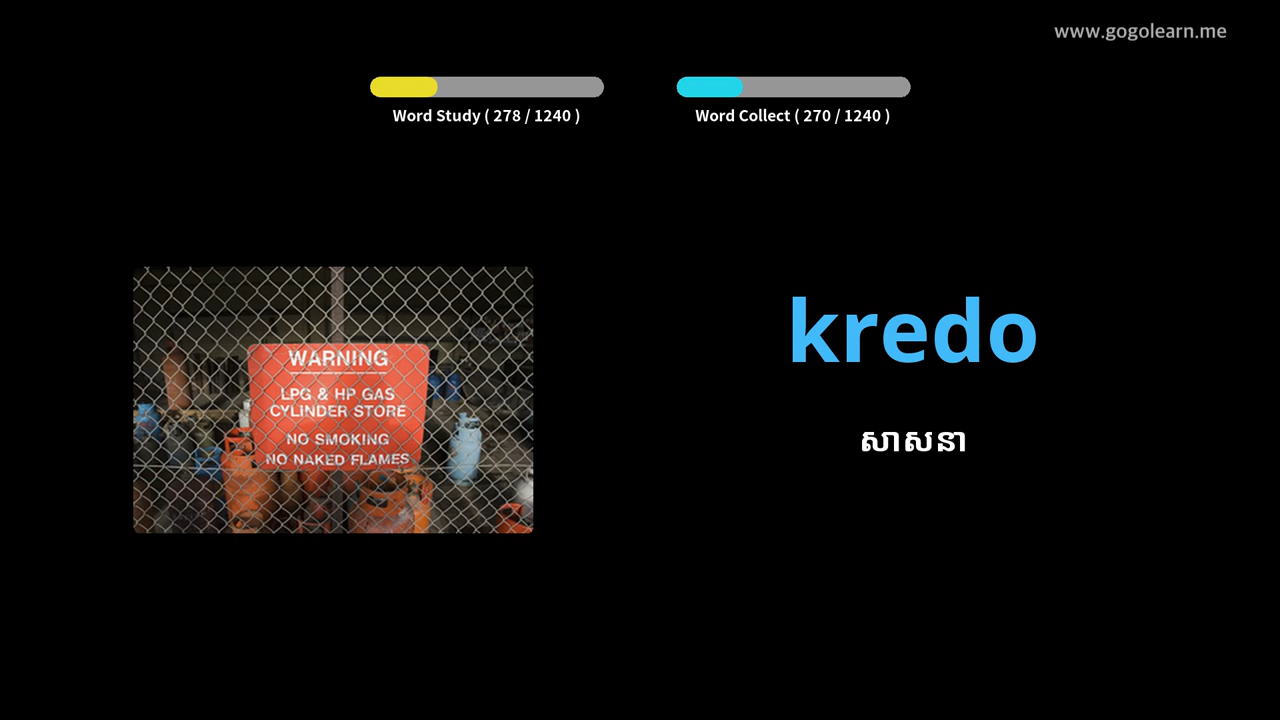 www.gogolearn.me
Word Study ( 278 / 1240 )
Word Collect ( 270 / 1240 )
WARNING
LPG & HP GAS
CYLINDER STORE
NO SMOKING
NO NAKED FLAMES
kredo
សាសនា